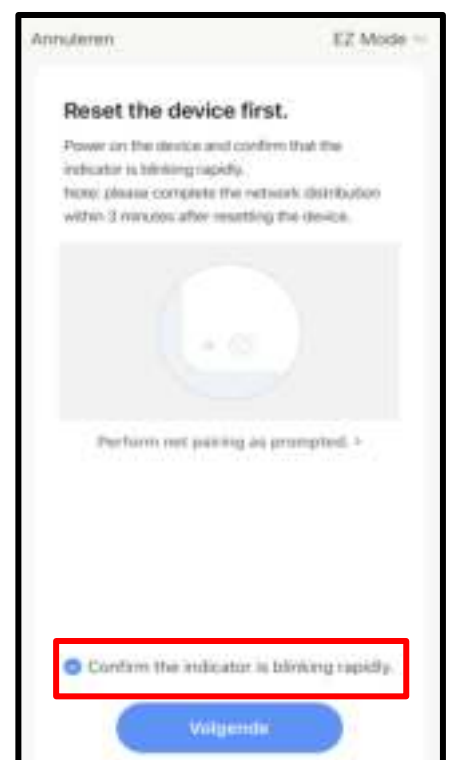 Annuleren EZ Mode
Reset the device first.
Power on the device and confirm that the
indicator is blinking rapidly.
Note: please complete the network distribution
within 3 minutes after resetting the device.
Perform net pairing as prompted. >
Confirm the indicator is blinking rapidly.
Volgende